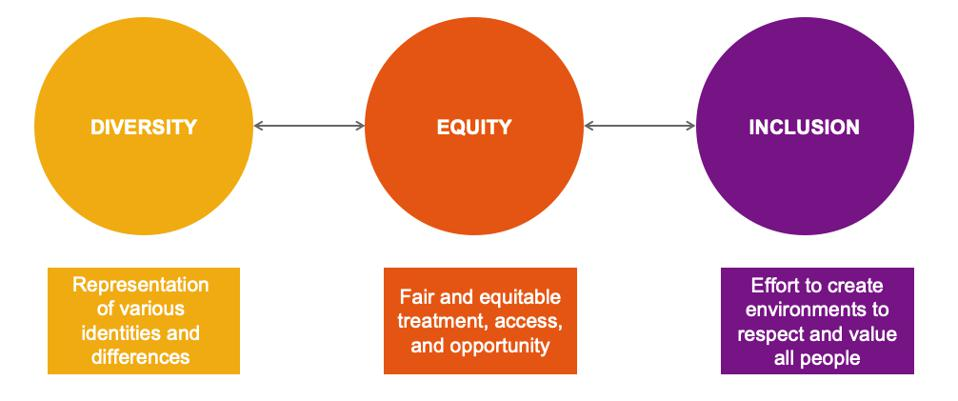 DIVERSITY
EQUITY
INCLUSION
Representation
of various
identities and
differences
Fair and equitable
treatment, access,
and opportunity
Effort to create
environments to
respect and value
all people